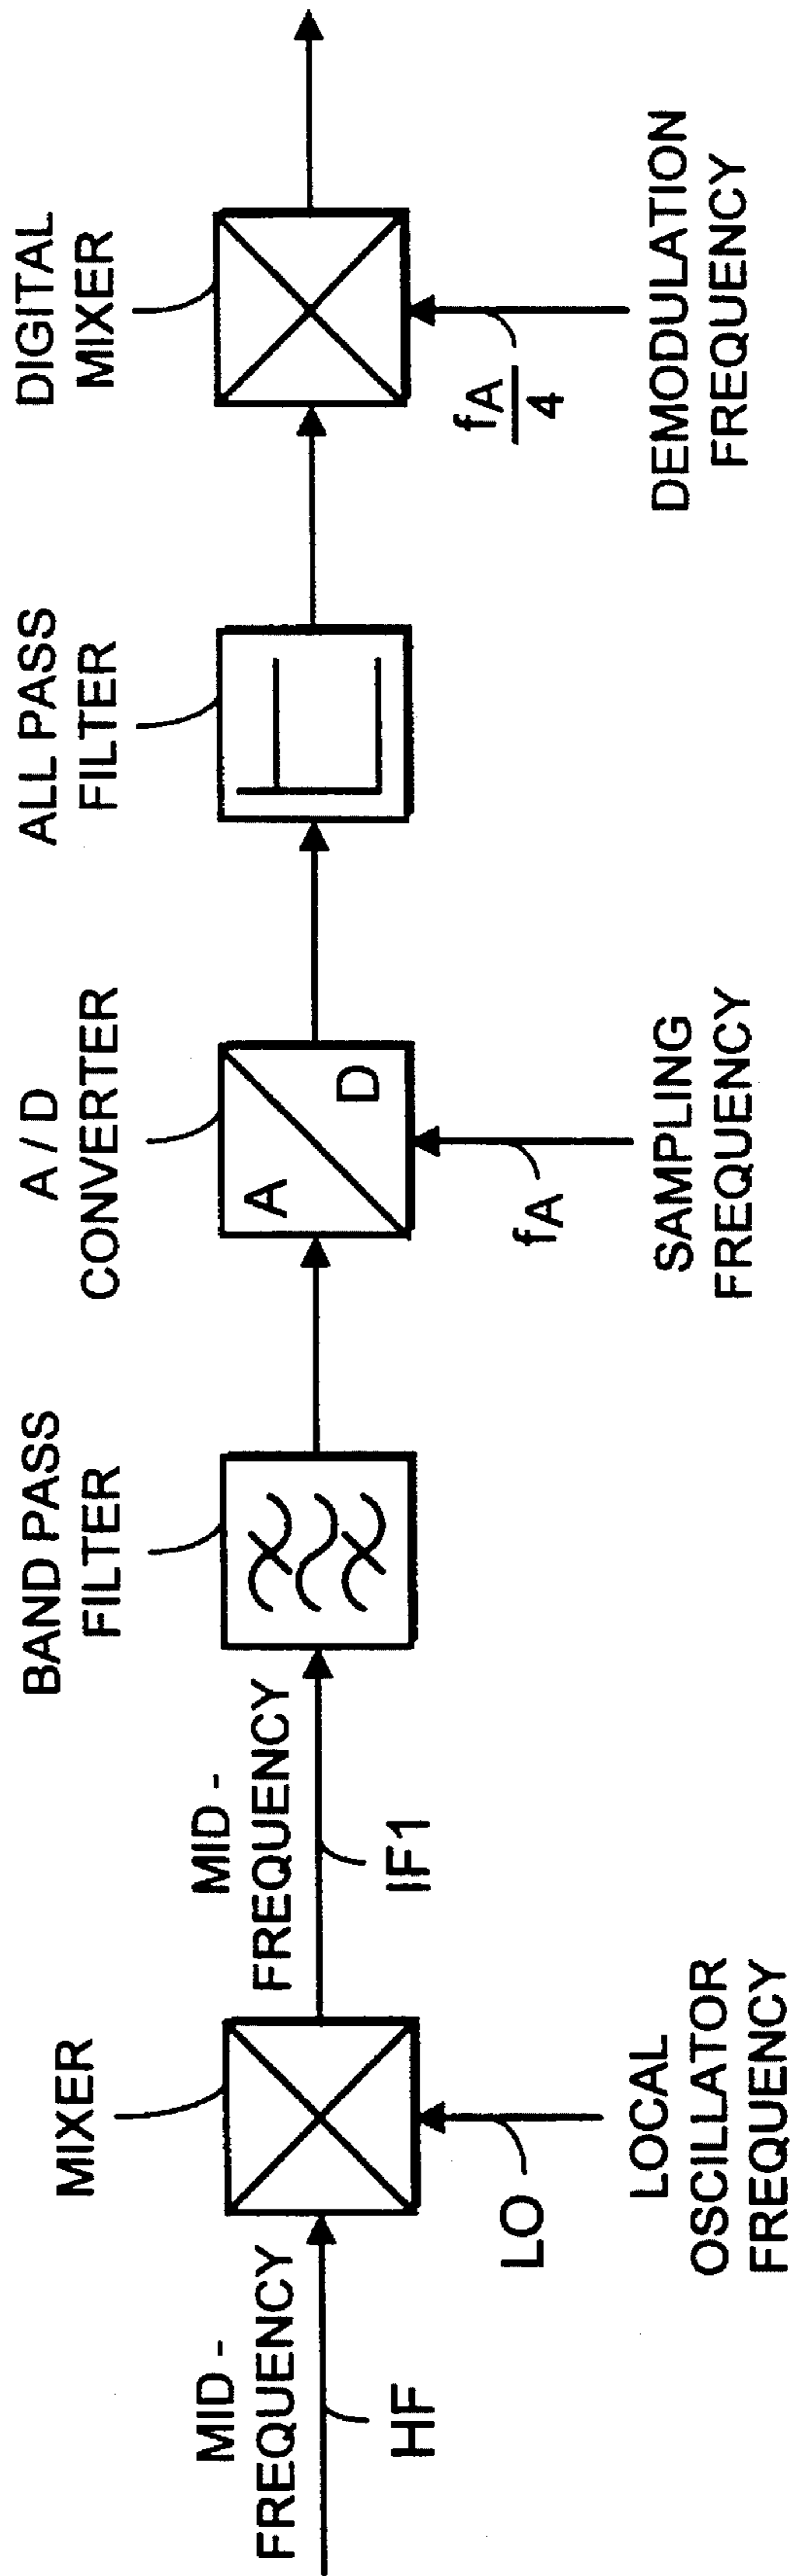 MID -
FREQUENCY
HF
MIXER
LO
LOCAL
OSCILLATOR
FREQUENCY
MID -
FREQUENCY
IF1
BAND PASS
FILTER
A / D
CONVERTER
A
D
fA
SAMPLING
FREQUENCY
ALL PASS
FILTER
DIGITAL
MIXER
fA
4
DEMODULATION
FREQUENCY